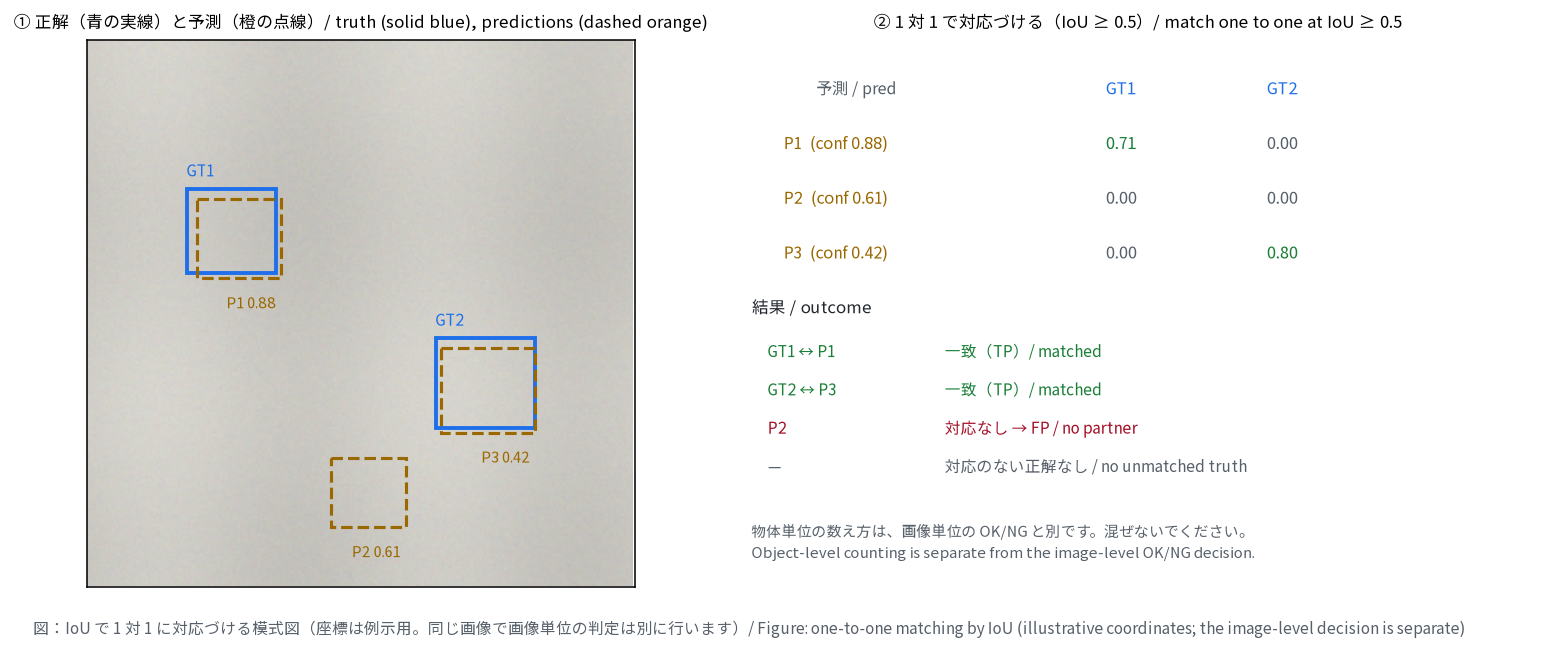 ① 正解（青の実線）と予測（橙の点線）/ truth (solid blue), predictions (dashed orange)
GT1
P1 0.88
GT2
P3 0.42
P2 0.61
② 1 対 1 で対応づける（IoU ≥ 0.5）/ match one to one at IoU ≥ 0.5
予測 / pred GT1 GT2
P1 (conf 0.88) 0.71 0.00
P2 (conf 0.61) 0.00 0.00
P3 (conf 0.42) 0.00 0.80
結果 / outcome
GT1 ↔ P1 一致（TP）/ matched
GT2 ↔ P3 一致（TP）/ matched
P2 対応なし → FP / no partner
— 対応のない正解なし / no unmatched truth
物体単位の数え方は、画像単位の OK/NG と別です。混ぜないでください。
Object-level counting is separate from the image-level OK/NG decision.
図：IoU で 1 対 1 に対応づける模式図（座標は例示用。同じ画像で画像単位の判定は別に行います）/ Figure: one-to-one matching by IoU (illustrative coordinates; the image-level decision is separate)